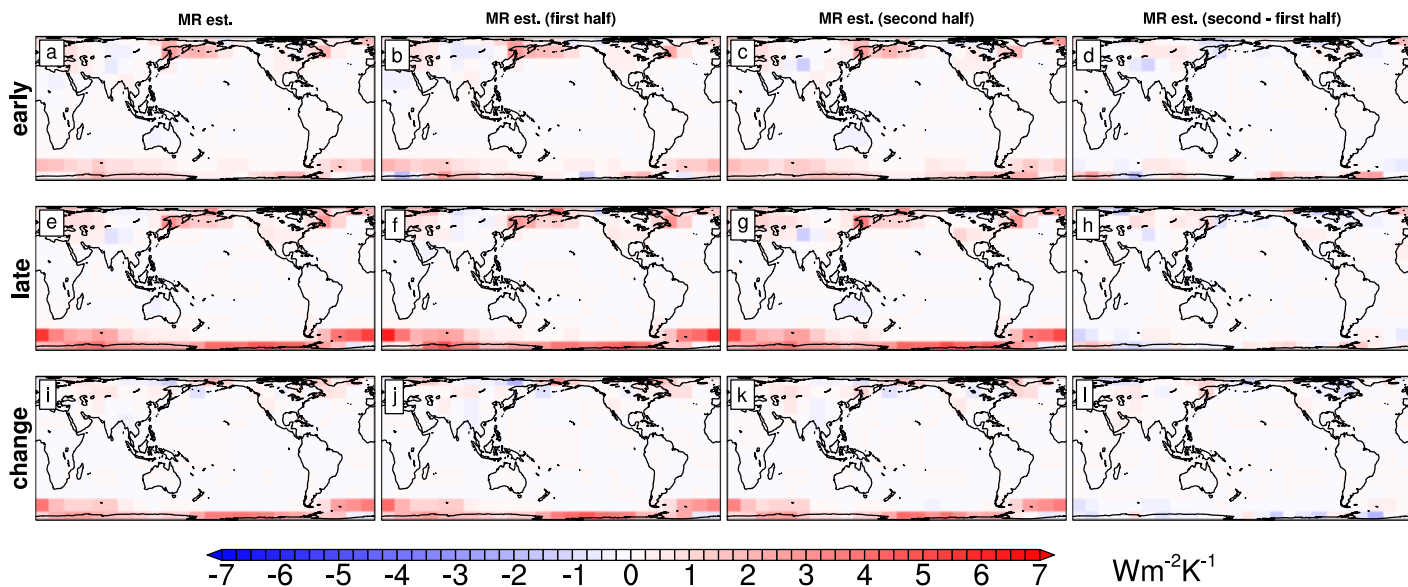 MR est. MR est. (first half) MR est. (second half) MR est. (second - first half)
early a b c d
late e f g h
change i j k l
-7 -6 -5 -4 -3 -2 -1 0 1 2 3 4 5 6 7 Wm⁻²K⁻¹